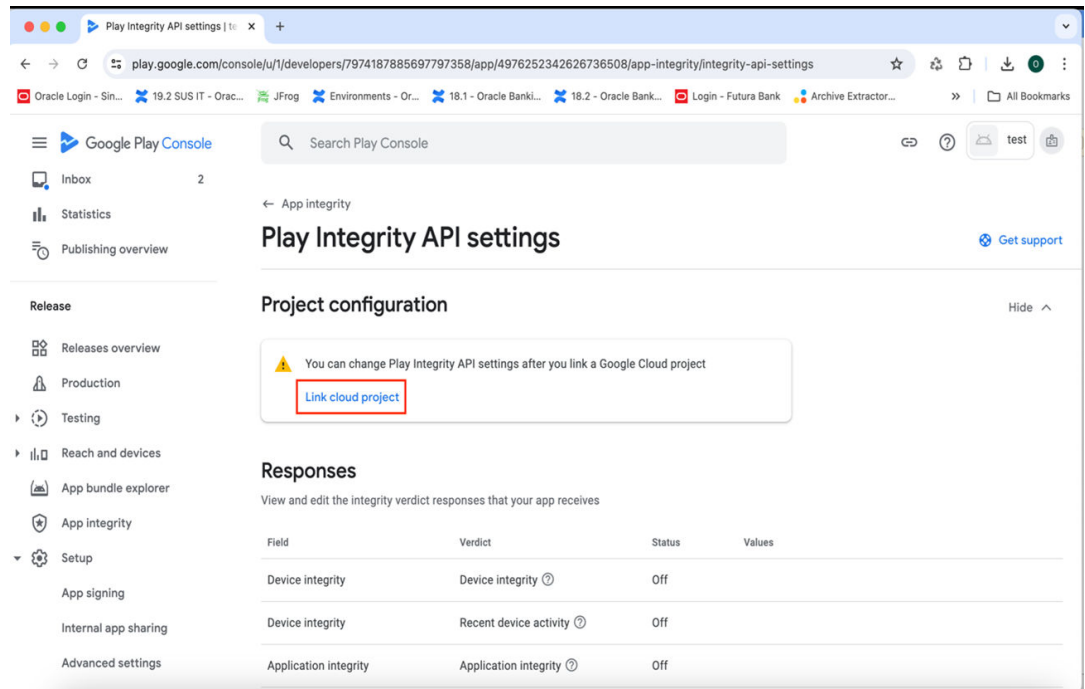 Play Integrity API settings | te
play.google.com/console/u/1/developers/7974187885697797358/app/4976252342626736508/app-integrity/integrity-api-settings
Oracle Login - Sin... 19.2 SUS IT - Orac... JFrog Environments - Or... 18.1 - Oracle Banki... 18.2 - Oracle Bank... Login - Futura Bank Archive Extractor... » All Bookmarks
Google Play Console
Search Play Console
test
Inbox 2
Statistics
Publishing overview
Release
Releases overview
Production
Testing
Reach and devices
App bundle explorer
App integrity
Setup
App signing
Internal app sharing
Advanced settings
← App integrity
Play Integrity API settings
Get support
Project configuration
Hide
You can change Play Integrity API settings after you link a Google Cloud project
Link cloud project
Responses
View and edit the integrity verdict responses that your app receives
Field Verdict Status Values
Device integrity Device integrity Off
Device integrity Recent device activity Off
Application integrity Application integrity Off